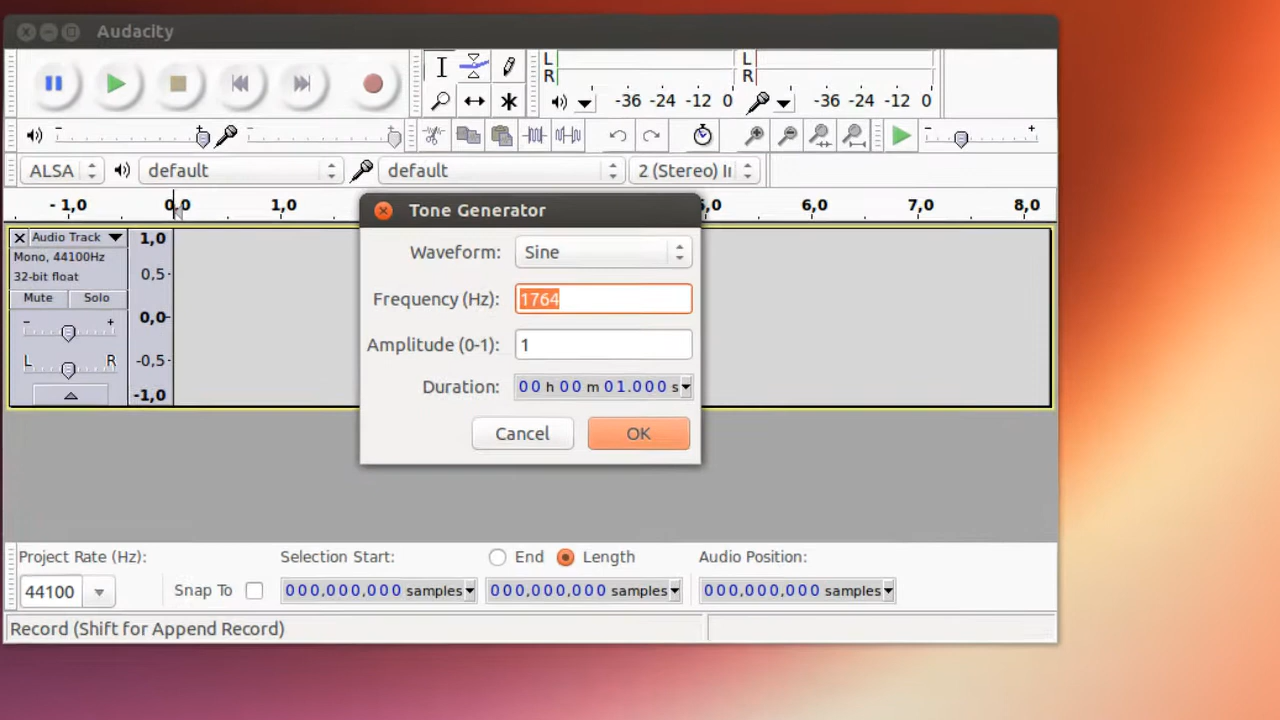 Audacity
L
R
-36 -24 -12 0
L
R
-36 -24 -12 0
- +
- +
- +
ALSA
default
default
2 (Stereo) I
- 1,0 0,0 1,0 5,0 6,0 7,0 8,0
Audio Track
Mono, 44100Hz
32-bit float
Mute Solo
- +
L R
1,0
0,5
0,0
-0,5
-1,0
Tone Generator
Waveform: Sine
Frequency (Hz): 1764
Amplitude (0-1): 1
Duration: 00 h 00 m 01.000 s
Cancel OK
Project Rate (Hz):
44100
Snap To
Selection Start:
000,000,000 samples
End Length
000,000,000 samples
Audio Position:
000,000,000 samples
Record (Shift for Append Record)